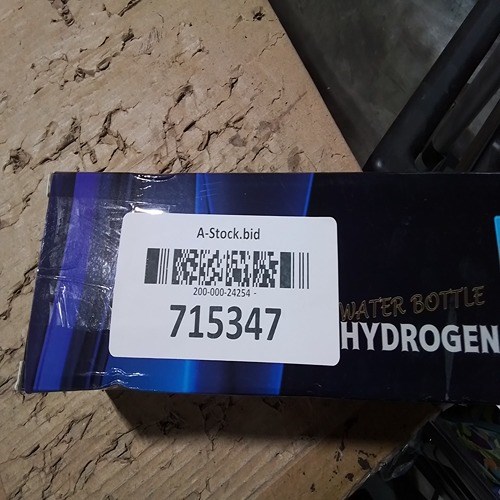 A-Stock.bid
200-000-24254 -
715347
WATER BOTTLE
HYDROGEN